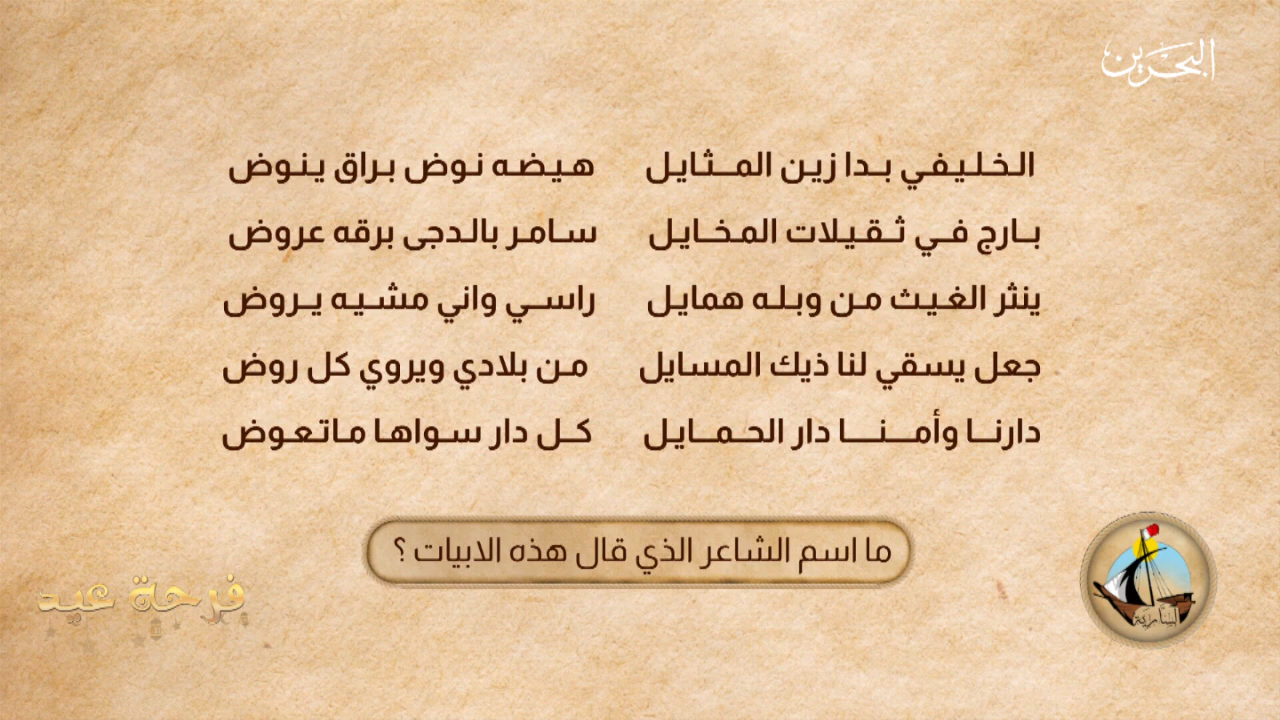 البحرين
الخليفي بدا زين المثايل هيضه نوض براق ينوض
بارج في ثقيلات المخايل سامر بالدجى برقه عروض
ينثر الغيث من وبله همايل راسي واني مشيه يروض
جعل يسقي لنا ذيك المسايل من بلادي ويروي كل روض
دارنا وأمنا دار الحمايل كل دار سواها ماتعوض
ما اسم الشاعر الذي قال هذه الابيات ؟
فرحة عيد
السارية